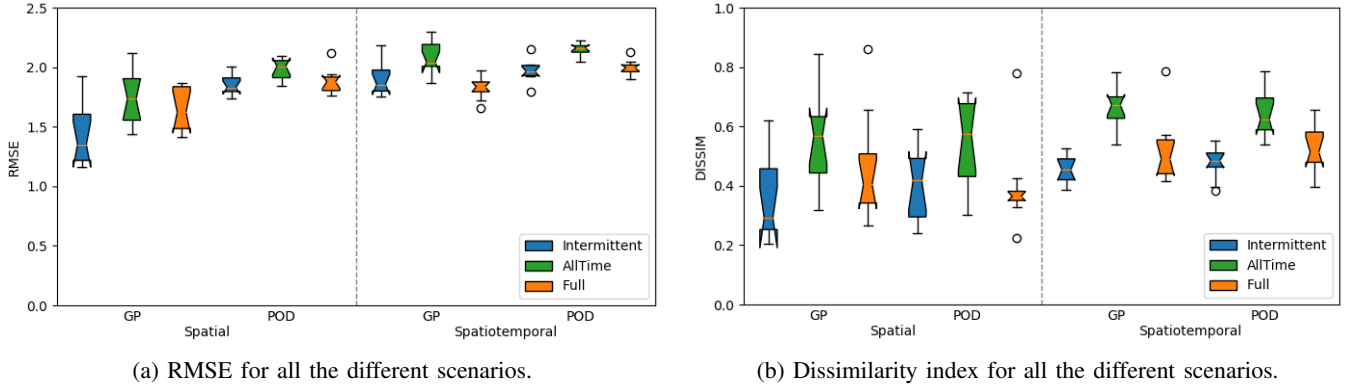 2.5
2.0
1.5
1.0
0.5
0.0
RMSE
Intermittent
AllTime
Full
GP
POD
GP
POD
Spatial
Spatiotemporal
(a) RMSE for all the different scenarios.
1.0
0.8
0.6
0.4
0.2
0.0
DISSIM
Intermittent
AllTime
Full
GP
POD
GP
POD
Spatial
Spatiotemporal
(b) Dissimilarity index for all the different scenarios.